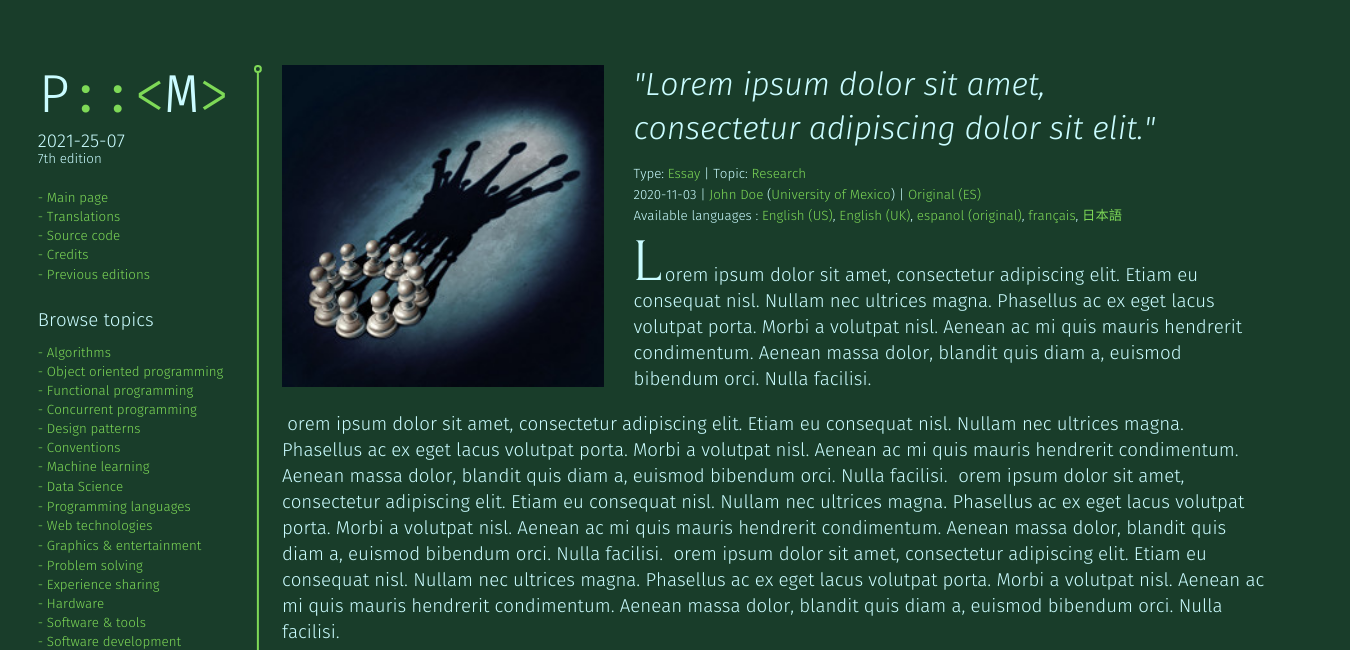 P::<M>
2021-25-07
7th edition
- Main page
- Translations
- Source code
- Credits
- Previous editions
Browse topics
- Algorithms
- Object oriented programming
- Functional programming
- Concurrent programming
- Design patterns
- Conventions
- Machine learning
- Data Science
- Programming languages
- Web technologies
- Graphics & entertainment
- Problem solving
- Experience sharing
- Hardware
- Software & tools
- Software development
"Lorem ipsum dolor sit amet,
consectetur adipiscing dolor sit elit."
Type: Essay | Topic: Research
2020-11-03 | John Doe (University of Mexico) | Original (ES)
Available languages : English (US), English (UK), espanol (original), français, 日本語
Lorem ipsum dolor sit amet, consectetur adipiscing elit. Etiam eu
consequat nisl. Nullam nec ultrices magna. Phasellus ac ex eget lacus
volutpat porta. Morbi a volutpat nisl. Aenean ac mi quis mauris hendrerit
condimentum. Aenean massa dolor, blandit quis diam a, euismod
bibendum orci. Nulla facilisi.
orem ipsum dolor sit amet, consectetur adipiscing elit. Etiam eu consequat nisl. Nullam nec ultrices magna.
Phasellus ac ex eget lacus volutpat porta. Morbi a volutpat nisl. Aenean ac mi quis mauris hendrerit condimentum.
Aenean massa dolor, blandit quis diam a, euismod bibendum orci. Nulla facilisi.  orem ipsum dolor sit amet,
consectetur adipiscing elit. Etiam eu consequat nisl. Nullam nec ultrices magna. Phasellus ac ex eget lacus volutpat
porta. Morbi a volutpat nisl. Aenean ac mi quis mauris hendrerit condimentum. Aenean massa dolor, blandit quis
diam a, euismod bibendum orci. Nulla facilisi.  orem ipsum dolor sit amet, consectetur adipiscing elit. Etiam eu
consequat nisl. Nullam nec ultrices magna. Phasellus ac ex eget lacus volutpat porta. Morbi a volutpat nisl. Aenean ac
mi quis mauris hendrerit condimentum. Aenean massa dolor, blandit quis diam a, euismod bibendum orci. Nulla
facilisi.